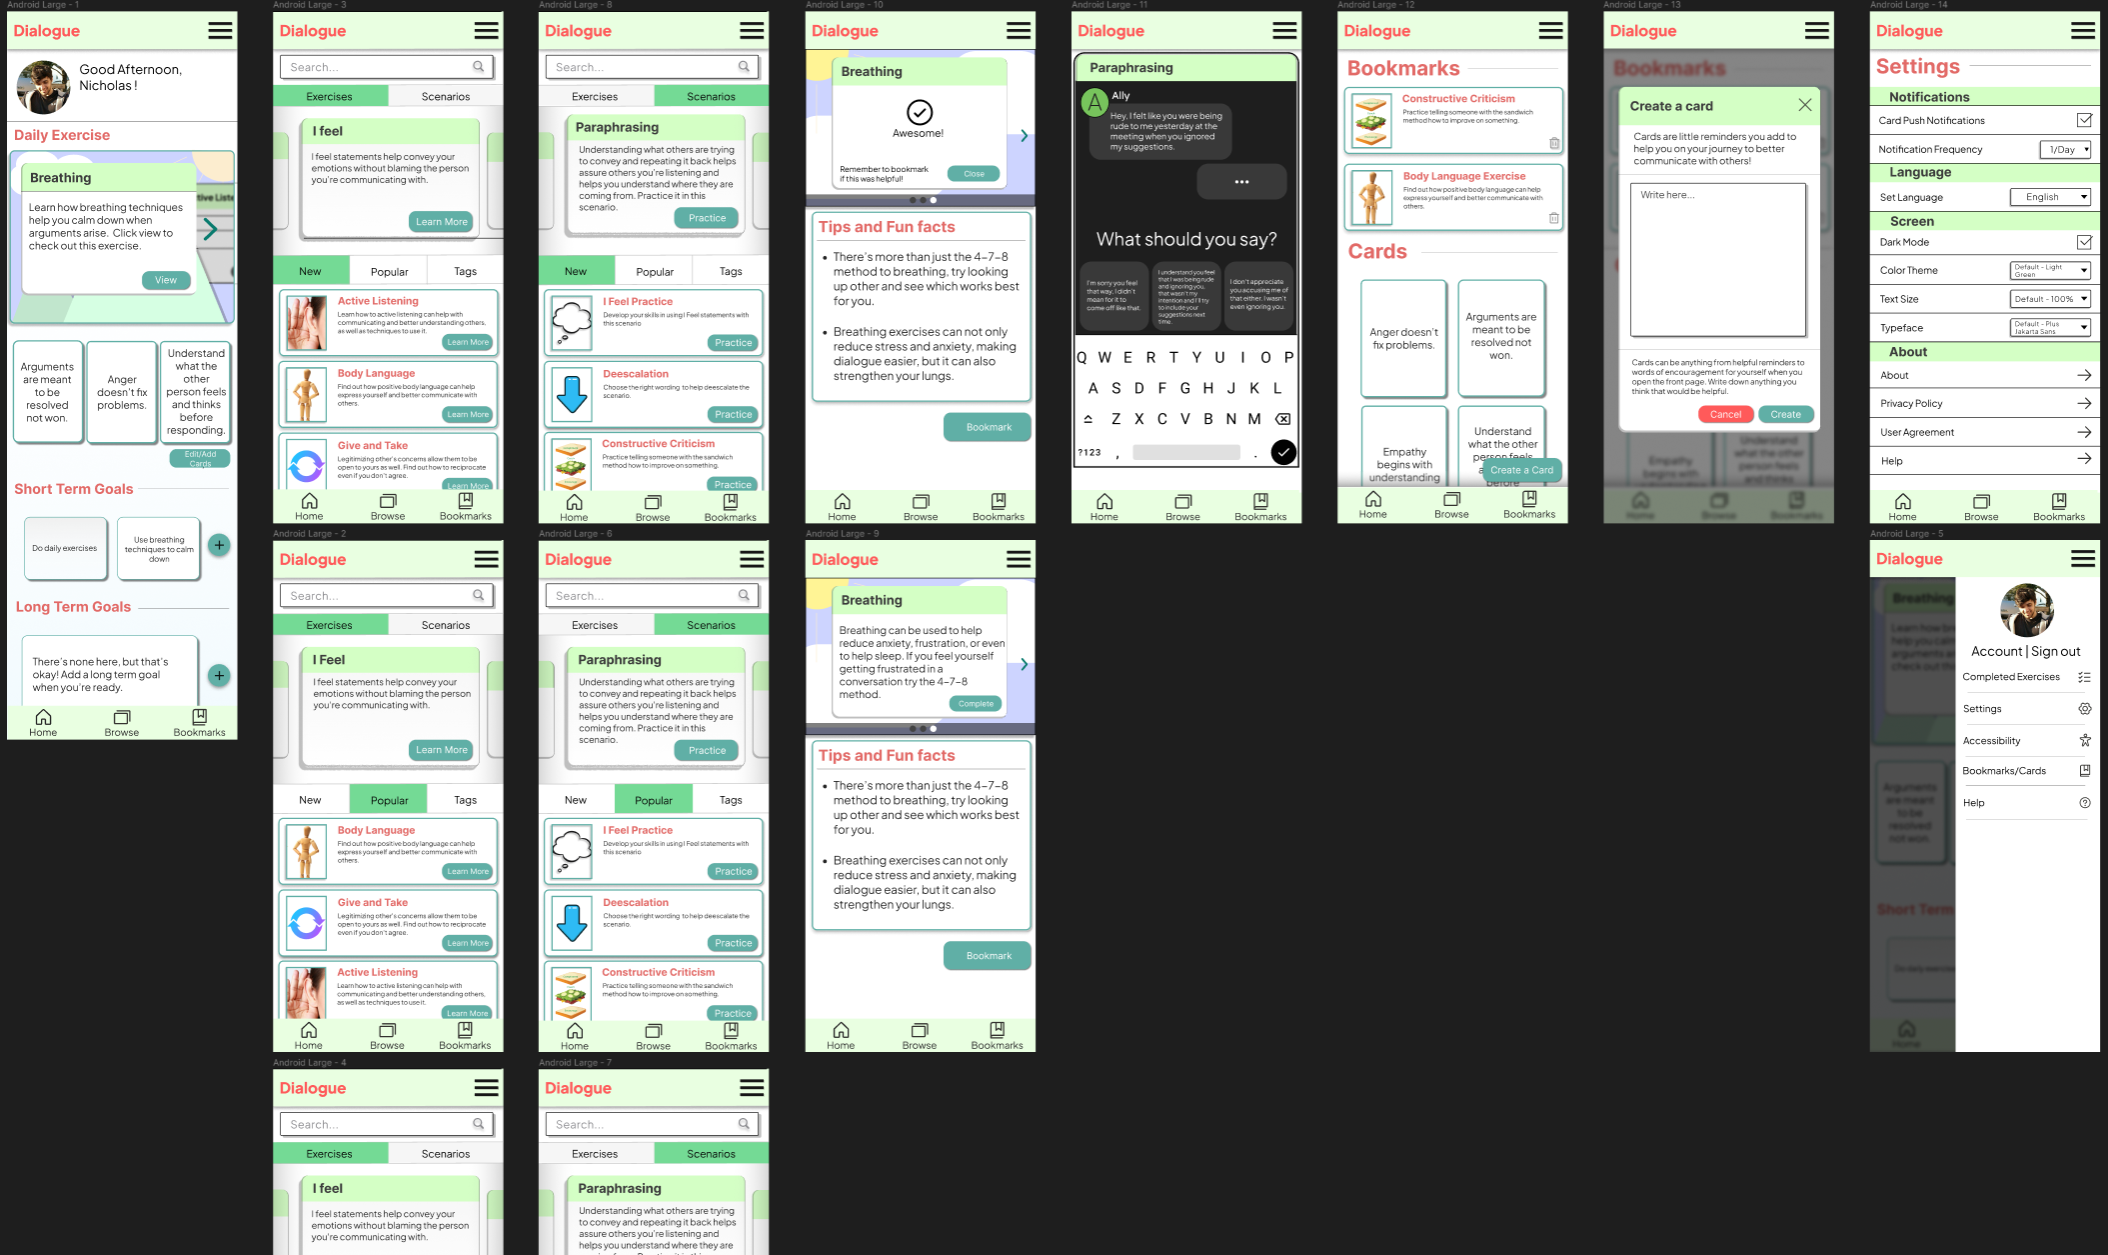 Android Large - 1
Dialogue
Good Afternoon,
Nicholas !
Daily Exercise
Breathing
Learn how breathing techniques
help you calm down when
arguments arise. Click view to
check out this exercise.
View
Arguments
are meant
to be
resolved
not won.
Anger
doesn't fix
problems.
Understand
what the
other
person feels
and thinks
before
responding.
Edit/Add
Cards
Short Term Goals
Do daily exercises
Use breathing
techniques to calm
down
Long Term Goals
There's none here, but that's
okay! Add a long term goal
when you're ready.
Home
Browse
Bookmarks
Android Large - 3
Dialogue
Search...
Exercises
Scenarios
I feel
I feel statements help convey your
emotions without blaming the person
you're communicating with.
Learn More
New
Popular
Tags
Active Listening
Learn how to active listening can help with
communicating and better understanding others,
as well as techniques to use it.
Learn More
Body Language
Find out how positive body language can help
express yourself and better communicate with
others.
Learn More
Give and Take
Legitimizing other's concerns allow them to be
open to yours as well. Find out how to reciprocate
even if you don't agree.
Learn More
Home
Browse
Bookmarks
Android Large - 8
Dialogue
Search...
Exercises
Scenarios
Paraphrasing
Understanding what others are trying
to convey and repeating it back helps
assure others you're listening and
helps you understand where they are
coming from. Practice it in this
scenario.
Practice
New
Popular
Tags
I Feel Practice
Develop your skills in using I Feel statements with
this scenario
Practice
Deescalation
Choose the right wording to help deescalate the
scenario.
Practice
Constructive Criticism
Practice telling someone with the sandwich
method how to improve on something.
Practice
Home
Browse
Bookmarks
Android Large - 10
Dialogue
Breathing
Awesome!
Remember to bookmark
if this was helpful!
Close
Tips and Fun facts
There's more than just the 4-7-8
method to breathing, try looking
up other and see which works best
for you.
Breathing exercises can not only
reduce stress and anxiety, making
dialogue easier, but it can also
strengthen your lungs.
Bookmark
Home
Browse
Bookmarks
Android Large - 11
Dialogue
Paraphrasing
A
Ally
Hey, I felt like you were being
rude to me yesterday at the
meeting when you ignored
my suggestions.
...
What should you say?
I'm sorry you feel
that way, I didn't
mean for it to
come off like that.
I understand you feel
that I was being rude
and ignoring you,
that wasn't my
intention and I'll try
to include your
suggestions next
time.
I don't appreciate
you accusing me of
that either. I wasn't
even ignoring you.
Q W E R T Y U I O P
A S D F G H J K L
Z X C V B N M
?123 , .
Home
Browse
Bookmarks
Android Large - 12
Dialogue
Bookmarks
Constructive Criticism
Practice telling someone with the sandwich
method how to improve on something.
Body Language Exercise
Find out how positive body language can help
express yourself and better communicate with
others.
Cards
Anger doesn't
fix problems.
Arguments are
meant to be
resolved not
won.
Empathy
begins with
understanding
Understand
what the other
person feels
before
Create a Card
Home
Browse
Bookmarks
Android Large - 13
Dialogue
Bookmarks
Create a card
Cards are little reminders you add to
help you on your journey to better
communicate with others!
Write here...
Cards can be anything from helpful reminders to
words of encouragement for yourself when you
open the front page. Write down anything you
think that would be helpful.
Cancel
Create
Empathy
begins with
Understand
what the other
person feels
and thinks
Home
Browse
Bookmarks
Android Large - 14
Dialogue
Settings
Notifications
Card Push Notifications
Notification Frequency
1/Day
Language
Set Language
English
Screen
Dark Mode
Color Theme
Default - Light
Green
Text Size
Default - 100%
Typeface
Default - Plus
Jakarta Sans
About
About
Privacy Policy
User Agreement
Help
Home
Browse
Bookmarks
Android Large - 2
Dialogue
Search...
Exercises
Scenarios
I Feel
I feel statements help convey your
emotions without blaming the person
you're communicating with.
Learn More
New
Popular
Tags
Body Language
Find out how positive body language can help
express yourself and better communicate with
others.
Learn More
Give and Take
Legitimizing other's concerns allow them to be
open to yours as well. Find out how to reciprocate
even if you don't agree.
Learn More
Active Listening
Learn how to active listening can help with
communicating and better understanding others,
as well as techniques to use it.
Learn More
Home
Browse
Bookmarks
Android Large - 6
Dialogue
Search...
Exercises
Scenarios
Paraphrasing
Understanding what others are trying
to convey and repeating it back helps
assure others you're listening and
helps you understand where they are
coming from. Practice it in this
scenario.
Practice
New
Popular
Tags
I Feel Practice
Develop your skills in using I Feel statements with
this scenario
Practice
Deescalation
Choose the right wording to help deescalate the
scenario.
Practice
Constructive Criticism
Practice telling someone with the sandwich
method how to improve on something.
Practice
Home
Browse
Bookmarks
Android Large - 9
Dialogue
Breathing
Breathing can be used to help
reduce anxiety, frustration, or even
to help sleep. If you feel yourself
getting frustrated in a
conversation try the 4-7-8
method.
Complete
Tips and Fun facts
There's more than just the 4-7-8
method to breathing, try looking
up other and see which works best
for you.
Breathing exercises can not only
reduce stress and anxiety, making
dialogue easier, but it can also
strengthen your lungs.
Bookmark
Home
Browse
Bookmarks
Android Large - 5
Dialogue
Breathing
Account | Sign out
Completed Exercises
Settings
Accessibility
Bookmarks/Cards
Help
Arguments
are meant
to be
resolved
not won.
Short Term
Do daily exercises
Home
Android Large - 4
Dialogue
Search...
Exercises
Scenarios
I feel
I feel statements help convey your
emotions without blaming the person
you're communicating with.
Android Large - 7
Dialogue
Search...
Exercises
Scenarios
Paraphrasing
Understanding what others are trying
to convey and repeating it back helps
assure others you're listening and
helps you understand where they are